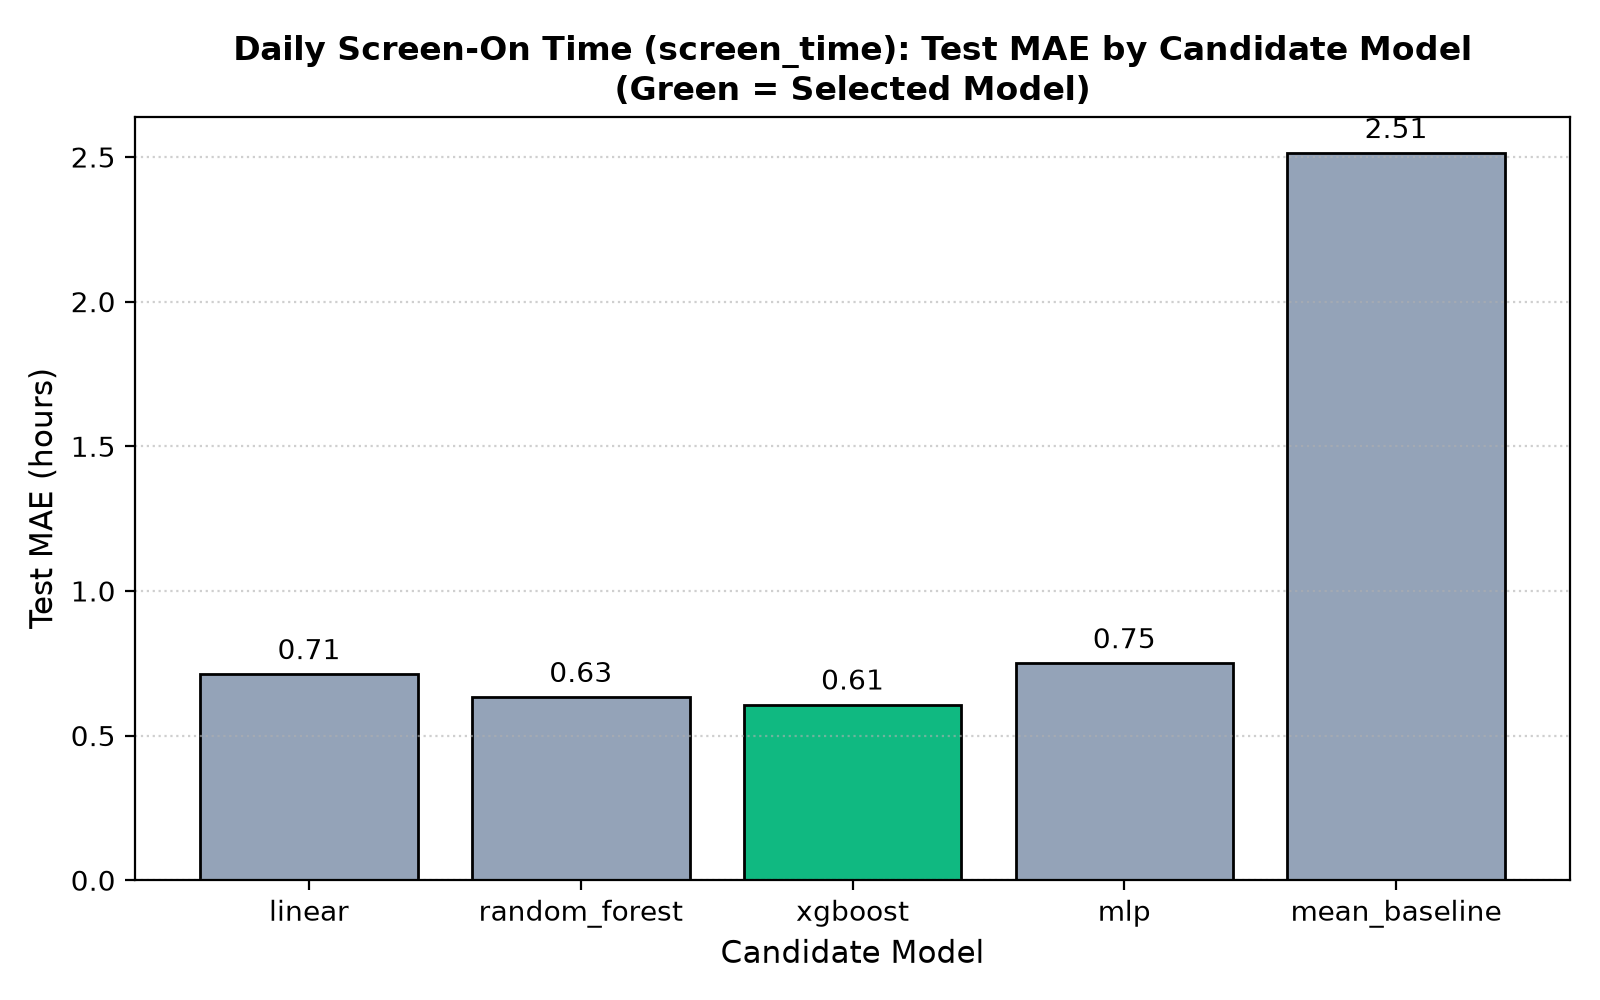 Daily Screen-On Time (screen_time): Test MAE by Candidate Model
(Green = Selected Model)
Test MAE (hours)
2.5
2.0
1.5
1.0
0.5
0.0
0.71
0.63
0.61
0.75
2.51
linear
random_forest
xgboost
mlp
mean_baseline
Candidate Model